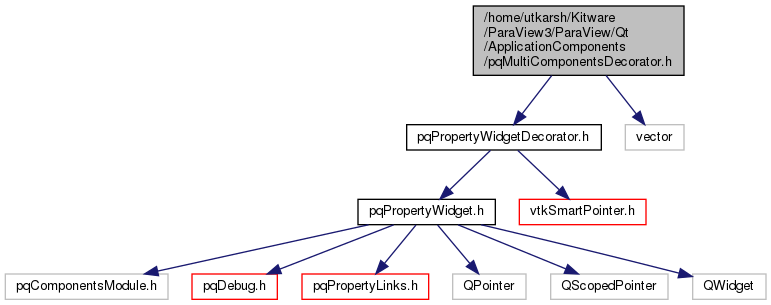 /home/utkarsh/Kitware
/ParaView3/ParaView/Qt
/ApplicationComponents
/pqMultiComponentsDecorator.h
pqPropertyWidgetDecorator.h
vector
pqPropertyWidget.h
vtkSmartPointer.h
pqComponentsModule.h
pqDebug.h
pqPropertyLinks.h
QPointer
QScopedPointer
QWidget